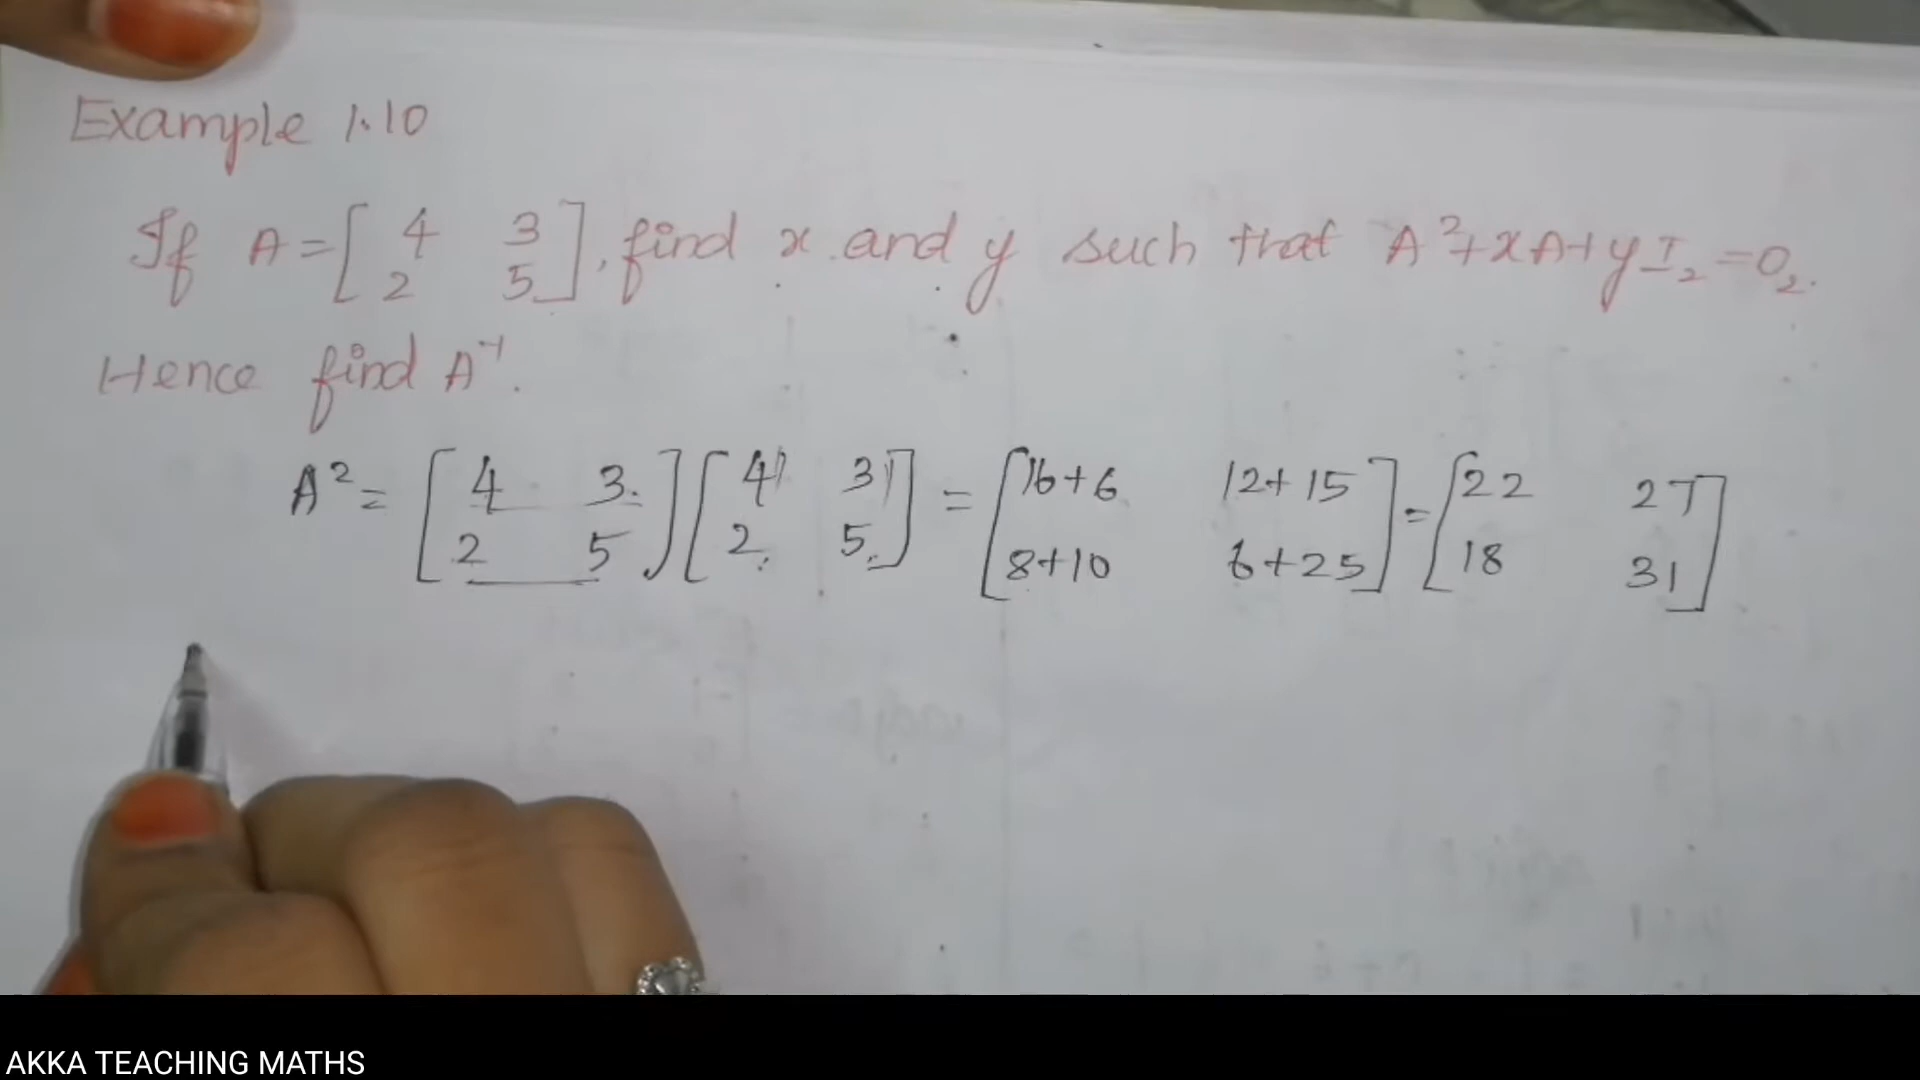 Example 1.10
If A = [4 3; 2 5], find x and y such that A²+xA+yI₂=O₂.
Hence find A⁻¹.
A² = [4 3; 2 5] [4 3; 2 5] = [16+6 12+15; 8+10 6+25] = [22 27; 18 31]
AKKA TEACHING MATHS